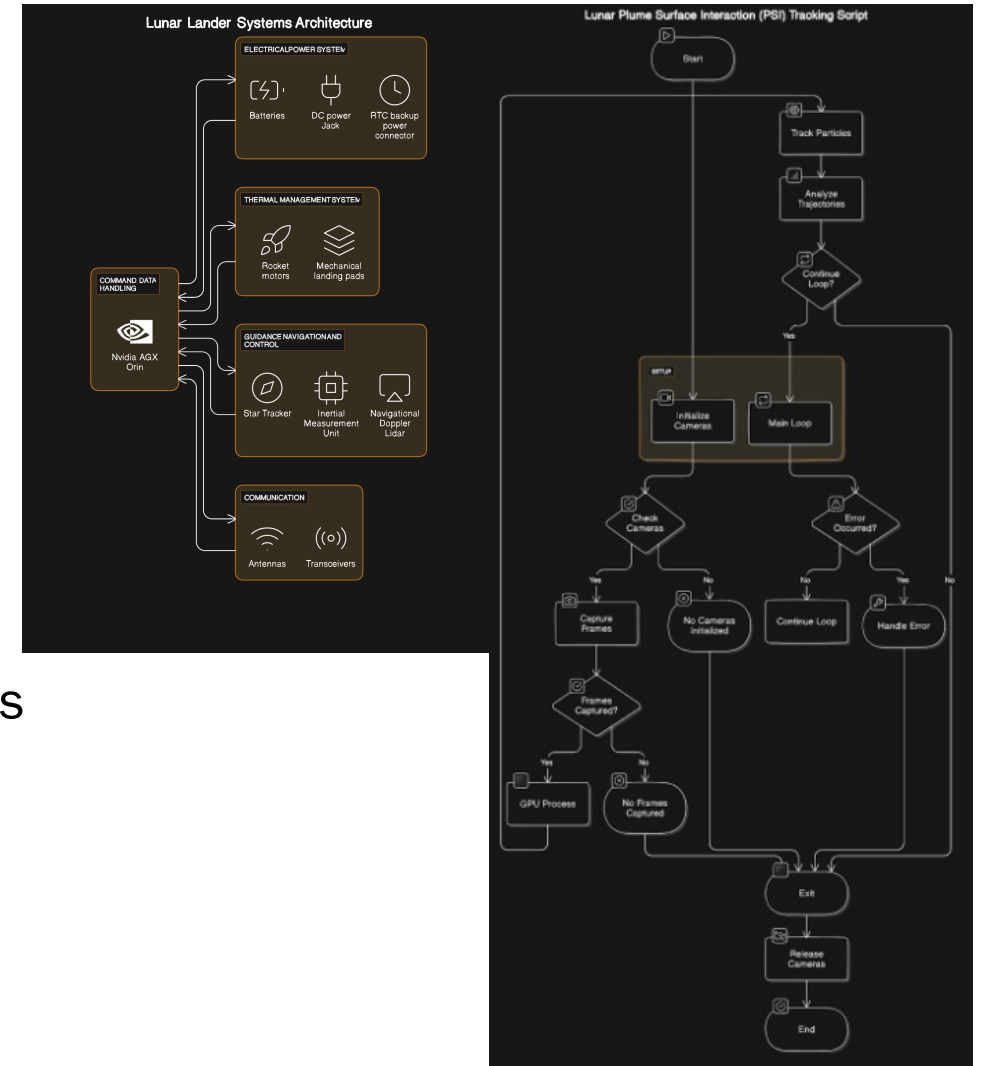 Lunar Lander Systems Architecture
ELECTRICALPOWER SYSTEM
Batteries
DC power
Jack
RTC backup
power
connector
THERMAL MANAGEMENT SYSTEM
Rocket
motors
Mechanical
landing pads
COMMAND DATA
HANDLING
Nvidia AGX
Orin
GUIDANCE NAVIGATION AND
CONTROL
Star Tracker
Inertial
Measurement
Unit
Navigational
Doppler
Lidar
COMMUNICATION
Antennas
Transceivers
s
Lunar Plume Surface Interaction (PSI) Tracking Script
Start
Track Particles
Analyze
Trajectories
Continue
Loop?
Yes
No
SETUP
Initialize
Cameras
Main Loop
Check
Cameras
Error
Occurred?
Yes
No
No
Yes
Capture
Frames
No Cameras
Initialized
Continue Loop
Handle Error
Frames
Captured?
Yes
No
GPU Process
No Frames
Captured
Exit
Release
Cameras
End